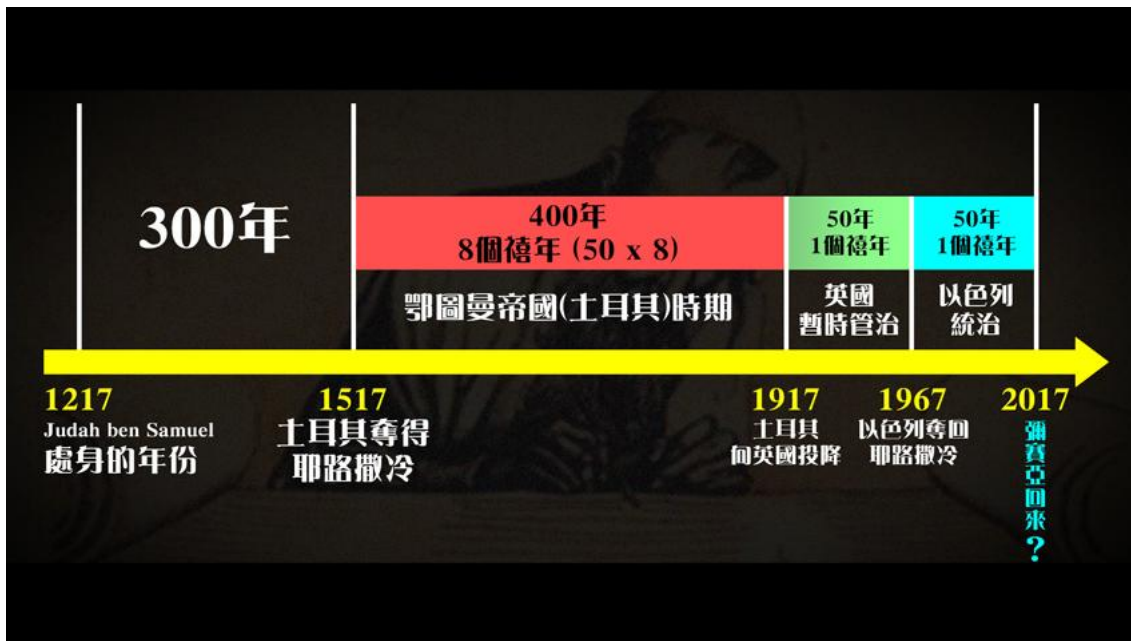 300年
400年
8個禧年 (50 x 8)
鄂圖曼帝國(土耳其)時期
50年
1個禧年
英國
暫時管治
50年
1個禧年
以色列
統治
1217
Judah ben Samuel
處身的年份
1517
土耳其奪得
耶路撒冷
1917
土耳其
向英國投降
1967
以色列奪回
耶路撒冷
2017
彌賽亞回來？